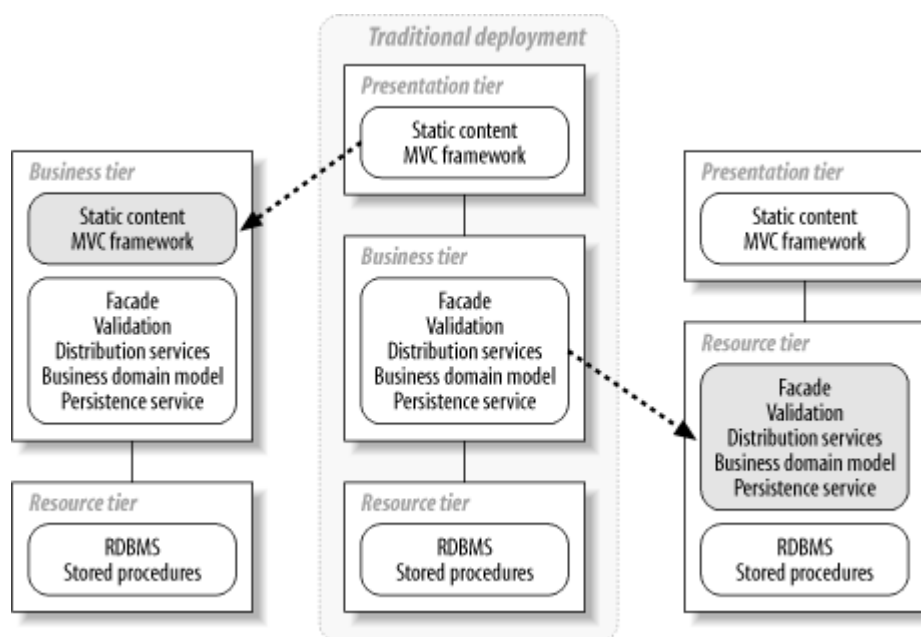 Traditional deployment
Presentation tier
Static content
MVC framework
Business tier
Facade
Validation
Distribution services
Business domain model
Persistence service
Resource tier
RDBMS
Stored procedures
Business tier
Static content
MVC framework
Facade
Validation
Distribution services
Business domain model
Persistence service
Resource tier
RDBMS
Stored procedures
Presentation tier
Static content
MVC framework
Resource tier
Facade
Validation
Distribution services
Business domain model
Persistence service
RDBMS
Stored procedures